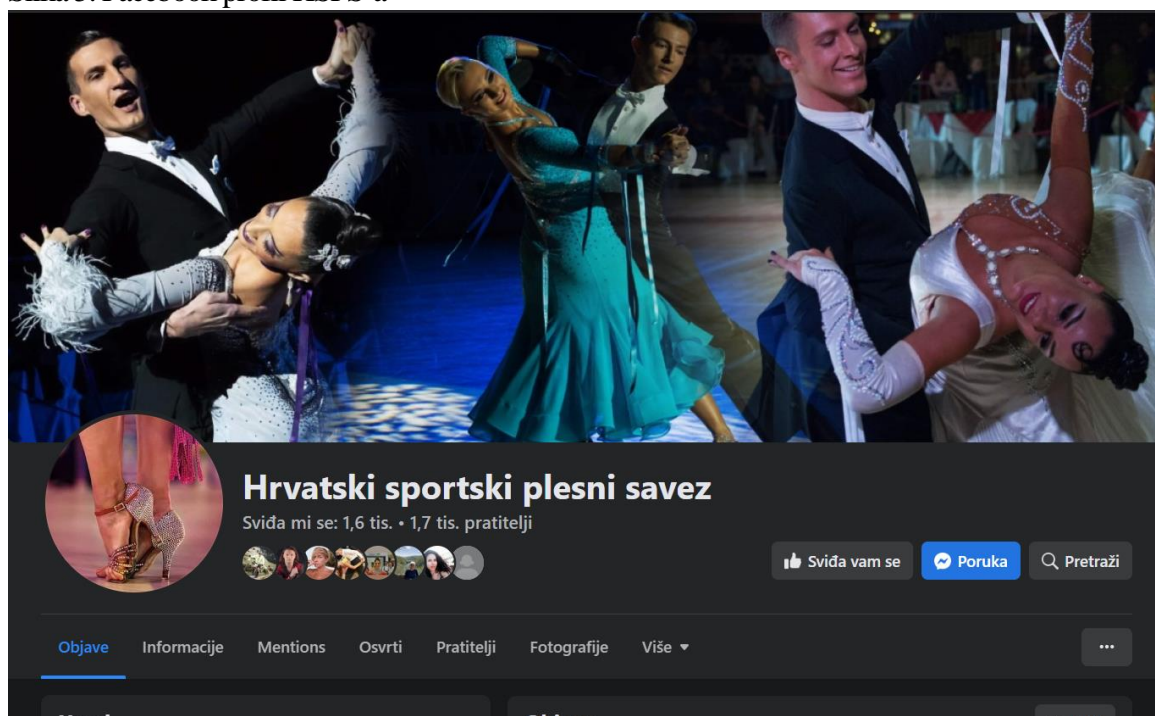 Hrvatski sportski plesni savez
Sviđa mi se: 1,6 tis. • 1,7 tis. pratitelji
Sviđa vam se
Poruka
Pretraži
Objave Informacije Mentions Osvrti Pratitelji Fotografije Više